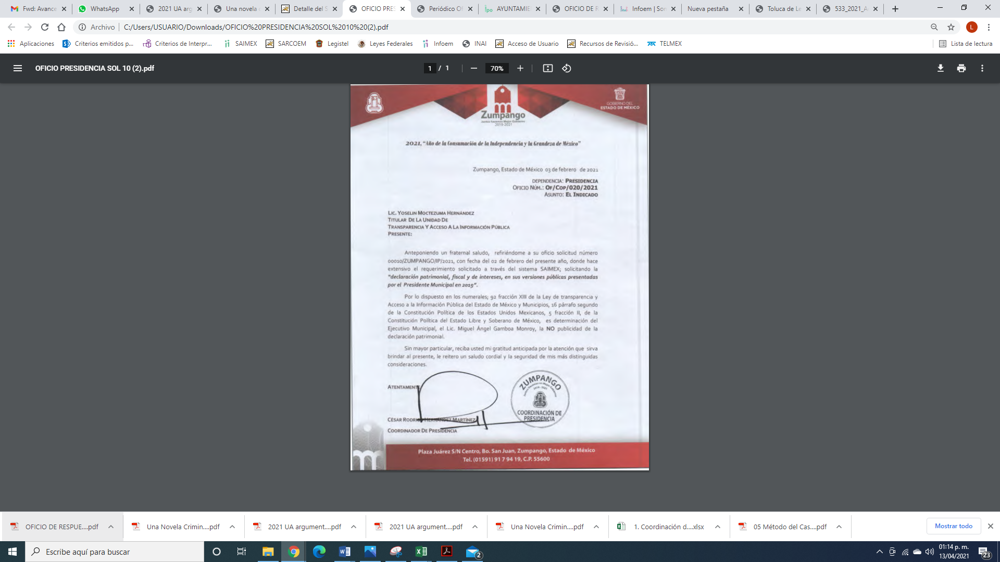 Fwd: Avance
WhatsApp
2021 UA arg
Una novela c
Detalle del S
OFICIO PRES
Periódico Of
AYUNTAMIE
OFICIO DE R
Infoem | Sor
Nueva pestaña
Toluca de Le
533_2021_A
Archivo C:/Users/USUARIO/Downloads/OFICIO%20PRESIDENCIA%20SOL%2010%20(2).pdf
L
Aplicaciones
Criterios emitidos p...
Criterios de Interpr...
SAIMEX
SARCOEM
Legistel
Leyes Federales
Infoem
INAI
Acceso de Usuario
Recursos de Revisió...
TELMEX
Lista de lectura
OFICIO PRESIDENCIA SOL 10 (2).pdf
1 / 1
70%
GOBIERNO DEL
ESTADO DE MÉXICO
Zumpango
Juntos hacemos Mejor Gobierno
2019-2021
2021, “Año de la Consumación de la Independencia y la Grandeza de México”
Zumpango, Estado de México 03 de febrero de 2021
DEPENDENCIA: PRESIDENCIA
OFICIO NÚM.: OF/COP/020/2021
ASUNTO: EL INDICADO
LIC. YOSELIN MOCTEZUMA HERNÁNDEZ
TITULAR DE LA UNIDAD DE
TRANSPARENCIA Y ACCESO A LA INFORMACIÓN PÚBLICA
PRESENTE:
Anteponiendo un fraternal saludo, refiriéndome a su oficio solicitud número
00010/ZUMPANGO/IP/2021, con fecha del 02 de febrero del presente año, donde hace
extensivo el requerimiento solicitado a través del sistema SAIMEX; solicitando la
“declaración patrimonial, fiscal y de intereses, en sus versiones públicas presentadas
por el Presidente Municipal en 2019”.
Por lo dispuesto en los numerales; 92 fracción XIII de la Ley de transparencia y
Acceso a la Información Pública del Estado de México y Municipios, 16 párrafo segundo
de la Constitución Política de los Estados Unidos Mexicanos, 5 fracción II, de la
Constitución Política del Estado Libre y Soberano de México, es determinación del
Ejecutivo Municipal, el Lic. Miguel Ángel Gamboa Monroy, la NO publicidad de la
declaración patrimonial.
Sin mayor particular, reciba usted mi gratitud anticipada por la atención que sirva
brindar al presente, le reitero un saludo cordial y la seguridad de mis más distinguidas
consideraciones.
ATENTAMENTE
ZUMPANGO
2019 - 2021
COORDINACIÓN DE
PRESIDENCIA
CÉSAR RODRIGO HERNÁNDEZ MARTÍNEZ
COORDINADOR DE PRESIDENCIA
Plaza Juárez S/N Centro, Bo. San Juan, Zumpango, Estado de México
Tel. (01591) 91 7 94 19, C.P. 55600
OFICIO DE RESPUE....pdf
Una Novela Crimin....pdf
2021 UA argument....pdf
2021 UA argument....pdf
Una Novela Crimin....pdf
1. Coordinación d....xlsx
05 Método del Cas....pdf
Mostrar todo
Escribe aquí para buscar
2
01:14 p. m.
13/04/2021
23